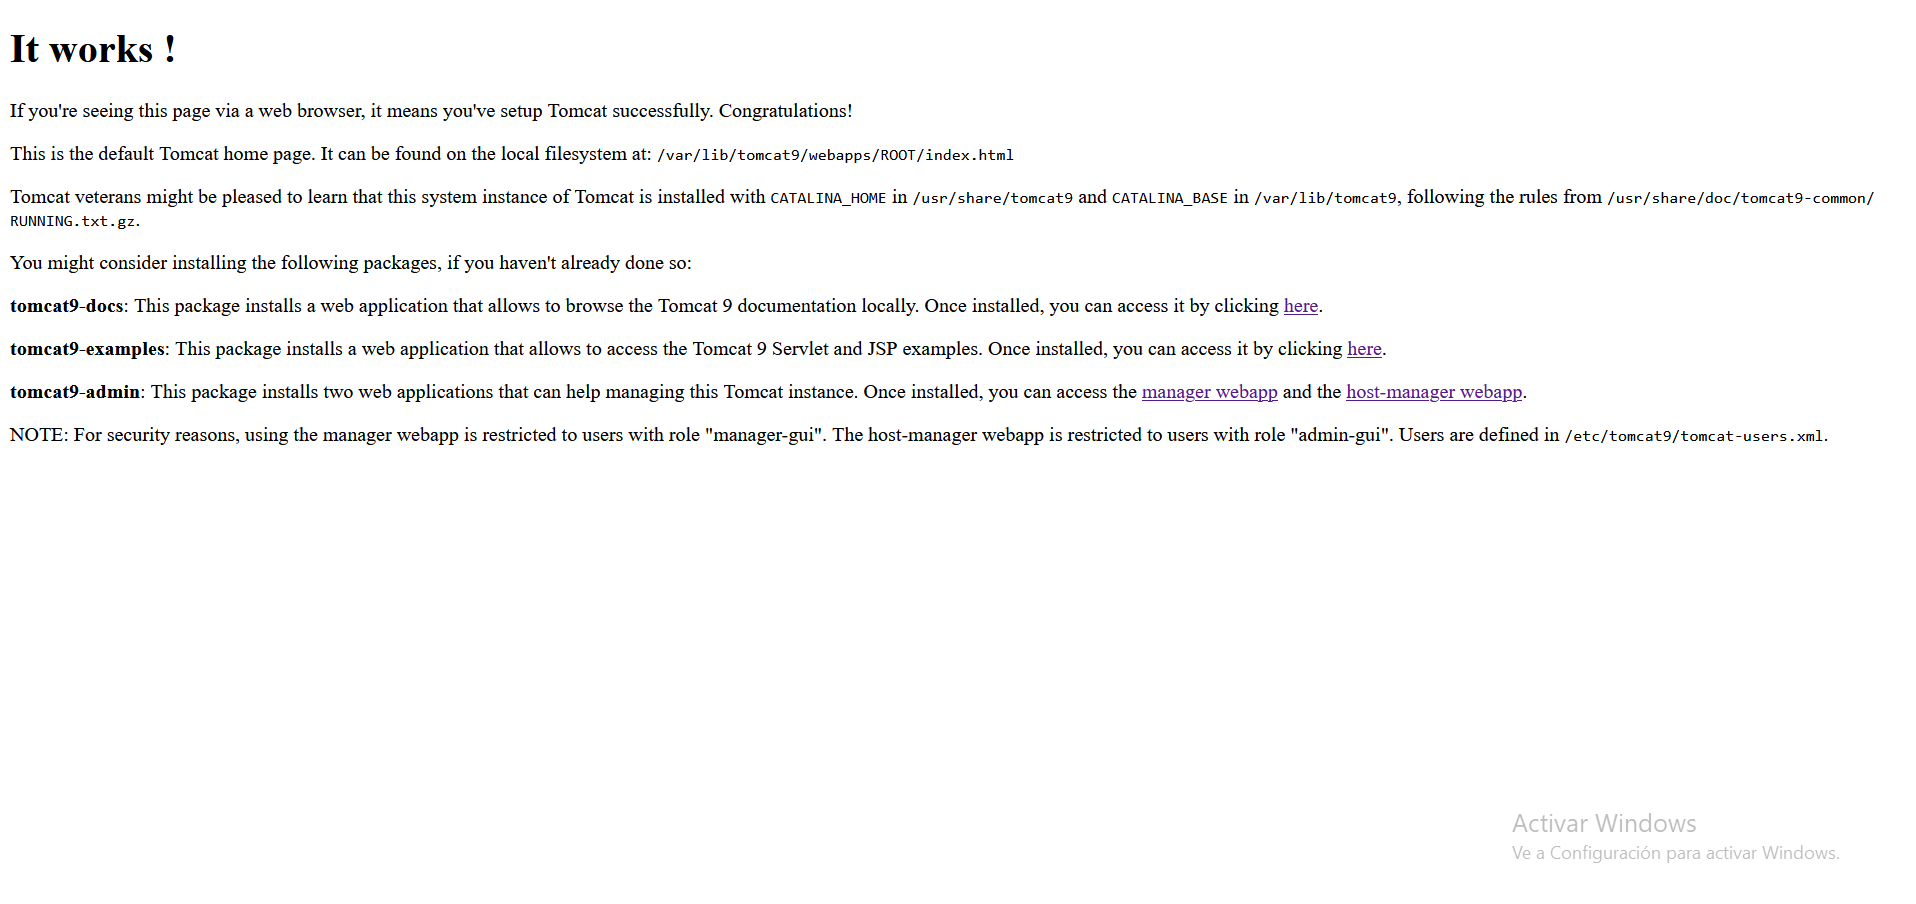 It works !
If you're seeing this page via a web browser, it means you've setup Tomcat successfully. Congratulations!
This is the default Tomcat home page. It can be found on the local filesystem at: /var/lib/tomcat9/webapps/ROOT/index.html
Tomcat veterans might be pleased to learn that this system instance of Tomcat is installed with CATALINA_HOME in /usr/share/tomcat9 and CATALINA_BASE in /var/lib/tomcat9, following the rules from /usr/share/doc/tomcat9-common/
RUNNING.txt.gz.
You might consider installing the following packages, if you haven't already done so:
tomcat9-docs: This package installs a web application that allows to browse the Tomcat 9 documentation locally. Once installed, you can access it by clicking here.
tomcat9-examples: This package installs a web application that allows to access the Tomcat 9 Servlet and JSP examples. Once installed, you can access it by clicking here.
tomcat9-admin: This package installs two web applications that can help managing this Tomcat instance. Once installed, you can access the manager webapp and the host-manager webapp.
NOTE: For security reasons, using the manager webapp is restricted to users with role "manager-gui". The host-manager webapp is restricted to users with role "admin-gui". Users are defined in /etc/tomcat9/tomcat-users.xml.
Activar Windows
Ve a Configuración para activar Windows.